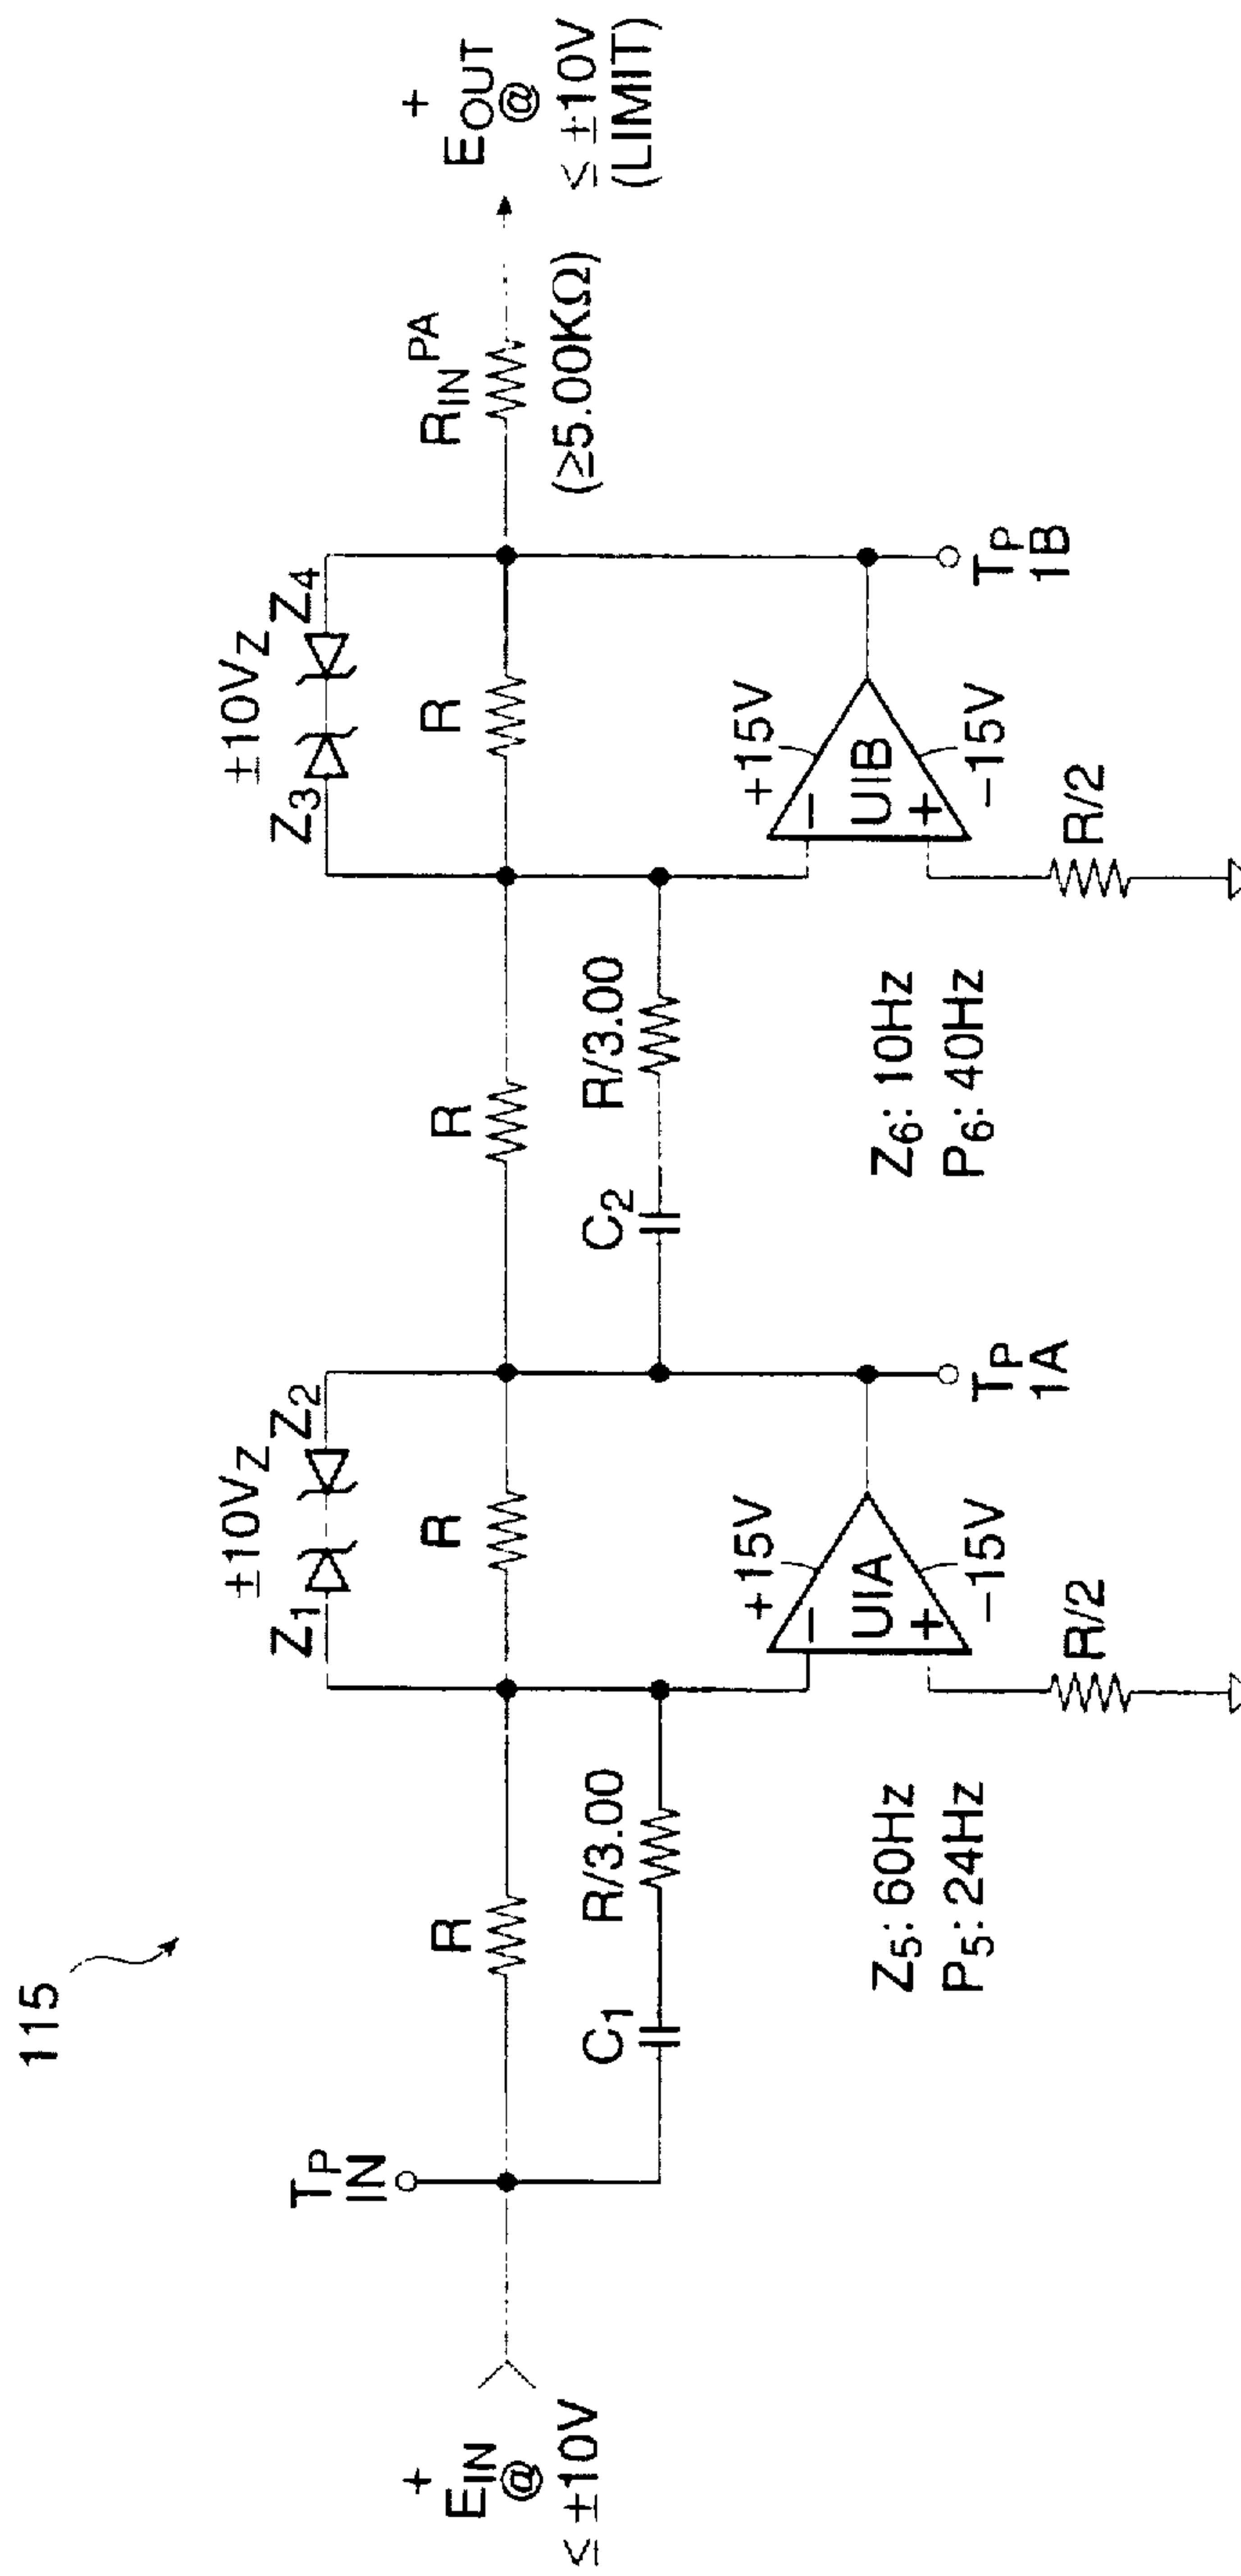 115
+
E_IN
@
≤ ±10V
T_P
IN
R
C1
R/3.00
Z5: 60Hz
P5: 24Hz
±10V_Z
Z1
Z2
R
+15V
−
UIA
+
−15V
R/2
T_P
1A
R
C2
R/3.00
Z6: 10Hz
P6: 40Hz
±10V_Z
Z3
Z4
R
+15V
−
UIB
+
−15V
R/2
T_P
1B
R_IN^PA
(≥5.00KΩ)
+
E_OUT
@
≤ ±10V
(LIMIT)